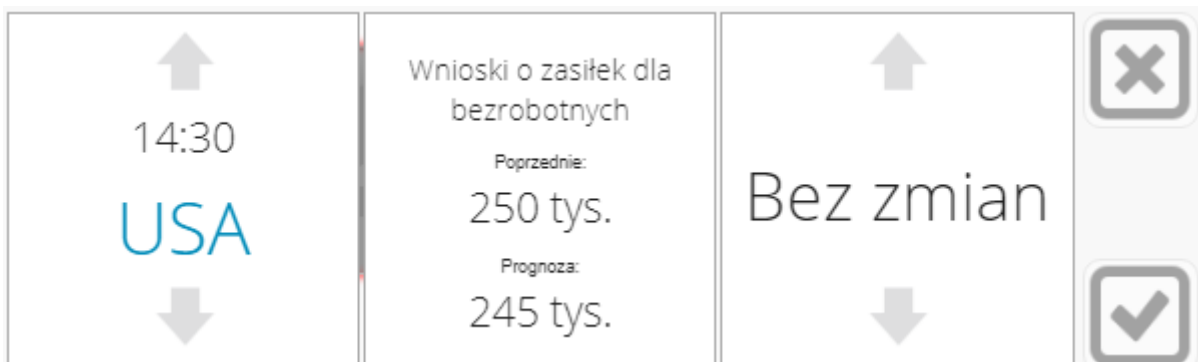 14:30
USA
Wnioski o zasiłek dla
bezrobotnych
Poprzednie:
250 tys.
Prognoza:
245 tys.
Bez zmian